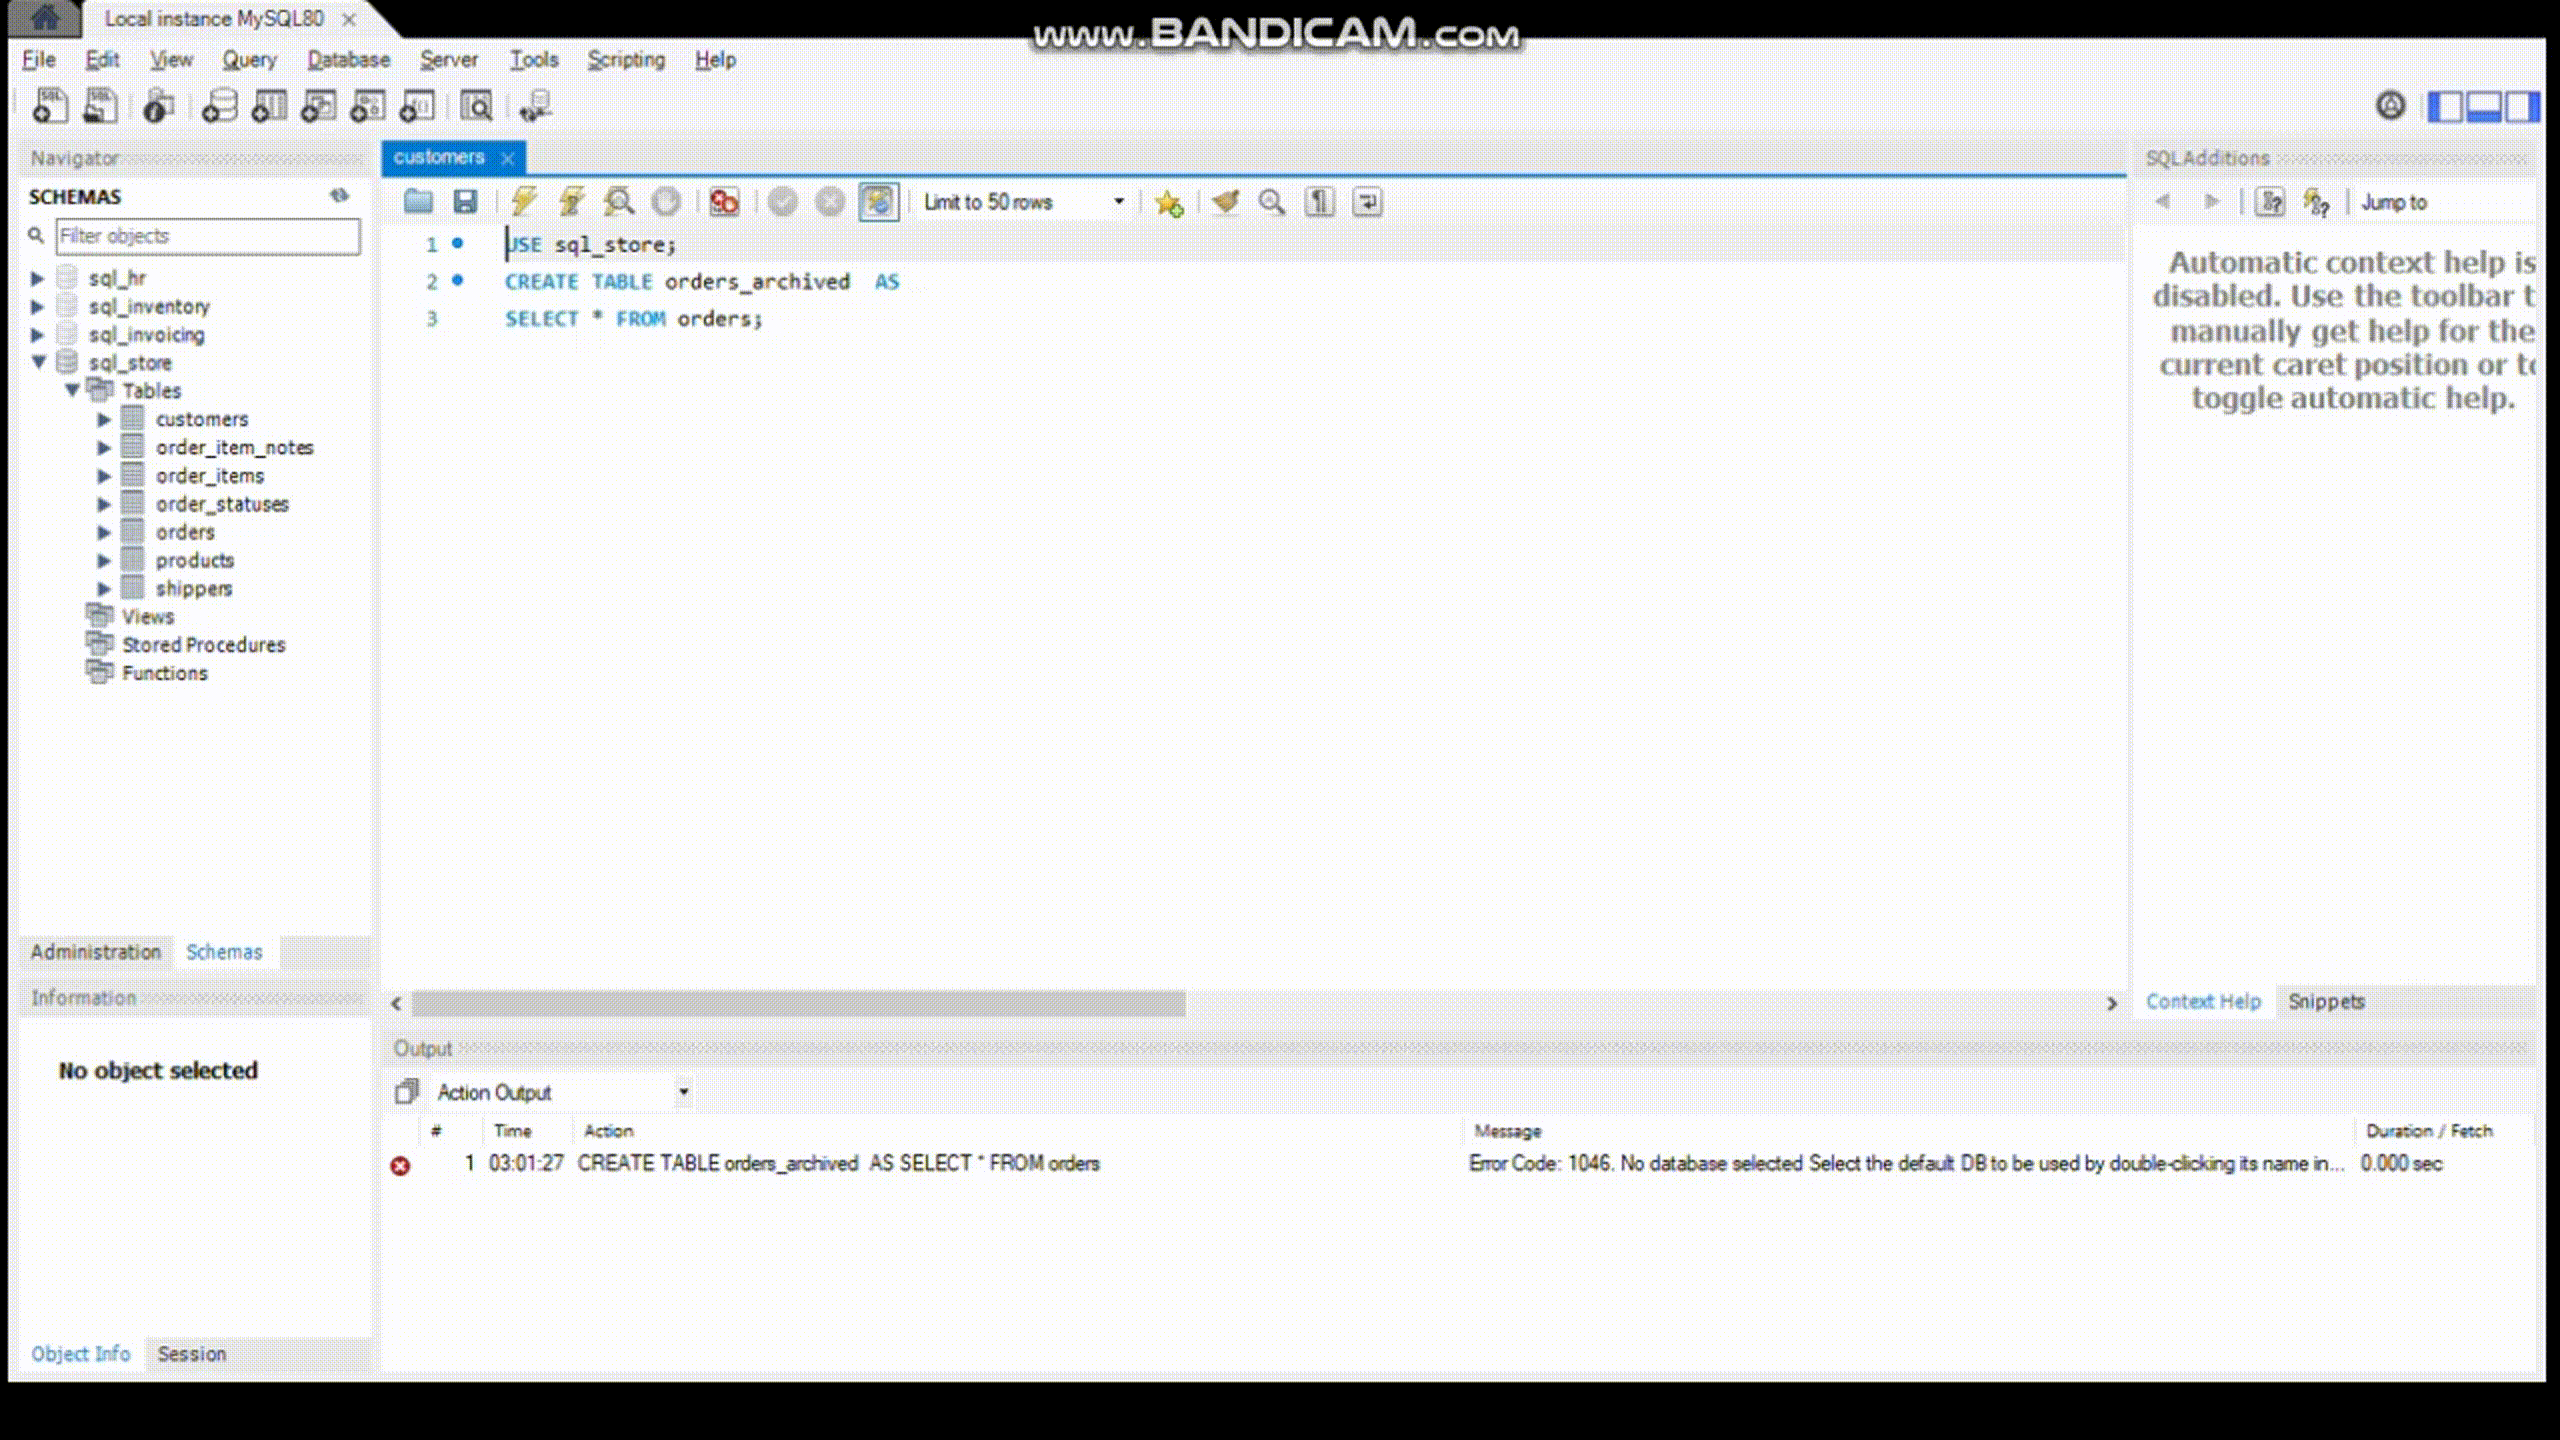 Local instance MySQL80
www.BANDICAM.com
File Edit View Query Database Server Tools Scripting Help
Navigator
SCHEMAS
Filter objects
sql_hr
sql_inventory
sql_invoicing
sql_store
Tables
customers
order_item_notes
order_items
order_statuses
orders
products
shippers
Views
Stored Procedures
Functions
Administration Schemas
Information
No object selected
Object Info Session
customers
Limit to 50 rows
1 USE sql_store;
2 CREATE TABLE orders_archived AS
3 SELECT * FROM orders;
SQLAdditions
Jump to
Automatic context help is
disabled. Use the toolbar t
manually get help for the
current caret position or to
toggle automatic help.
Context Help Snippets
Output
Action Output
# Time Action Message Duration / Fetch
1 03:01:27 CREATE TABLE orders_archived AS SELECT * FROM orders Error Code: 1046. No database selected Select the default DB to be used by double-clicking its name in... 0.000 sec